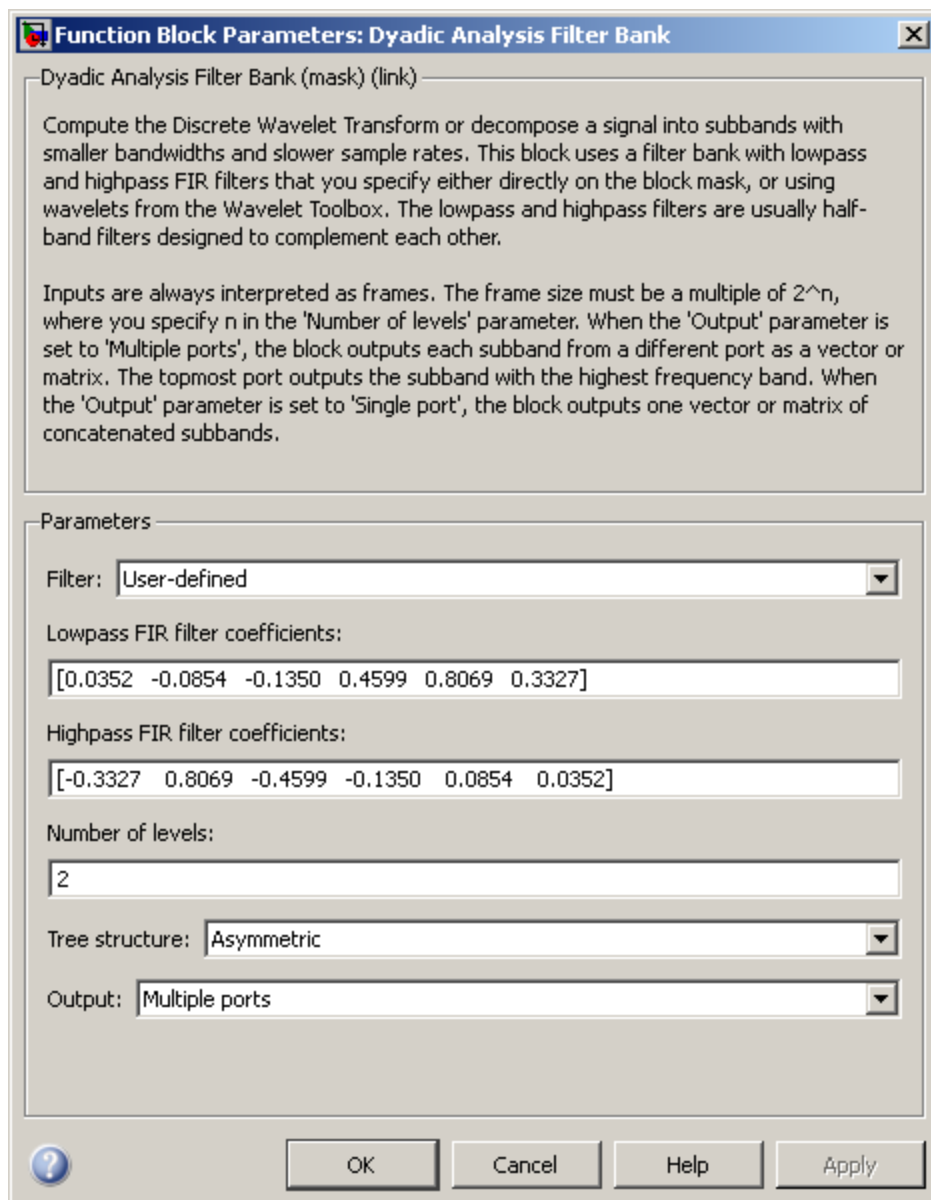 Function Block Parameters: Dyadic Analysis Filter Bank
Dyadic Analysis Filter Bank (mask) (link)
Compute the Discrete Wavelet Transform or decompose a signal into subbands with
smaller bandwidths and slower sample rates. This block uses a filter bank with lowpass
and highpass FIR filters that you specify either directly on the block mask, or using
wavelets from the Wavelet Toolbox. The lowpass and highpass filters are usually half-
band filters designed to complement each other.
Inputs are always interpreted as frames. The frame size must be a multiple of 2^n,
where you specify n in the 'Number of levels' parameter. When the 'Output' parameter is
set to 'Multiple ports', the block outputs each subband from a different port as a vector or
matrix. The topmost port outputs the subband with the highest frequency band. When
the 'Output' parameter is set to 'Single port', the block outputs one vector or matrix of
concatenated subbands.
Parameters
Filter: User-defined
Lowpass FIR filter coefficients:
[0.0352 -0.0854 -0.1350 0.4599 0.8069 0.3327]
Highpass FIR filter coefficients:
[-0.3327 0.8069 -0.4599 -0.1350 0.0854 0.0352]
Number of levels:
2
Tree structure: Asymmetric
Output: Multiple ports
? OK Cancel Help Apply